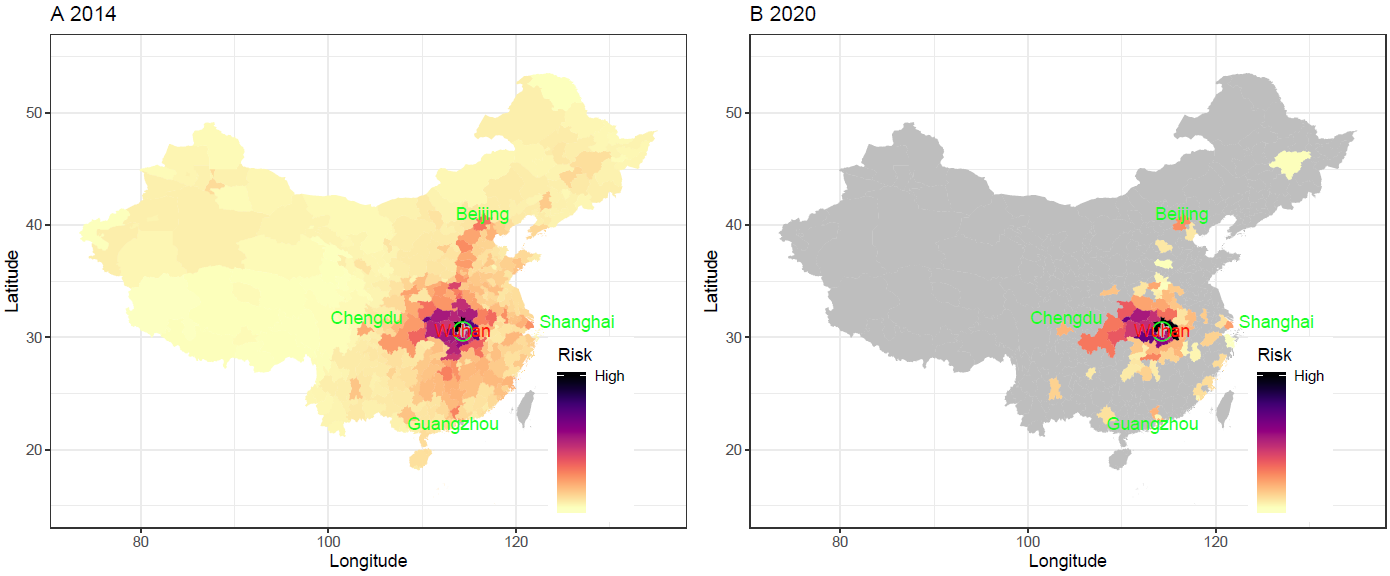 A 2014
Latitude
50
40
30
20
Beijing
Chengdu
Wuhan
Shanghai
Guangzhou
Risk
High
80
100
120
Longitude
B 2020
Latitude
50
40
30
20
Beijing
Chengdu
Wuhan
Shanghai
Guangzhou
Risk
High
80
100
120
Longitude